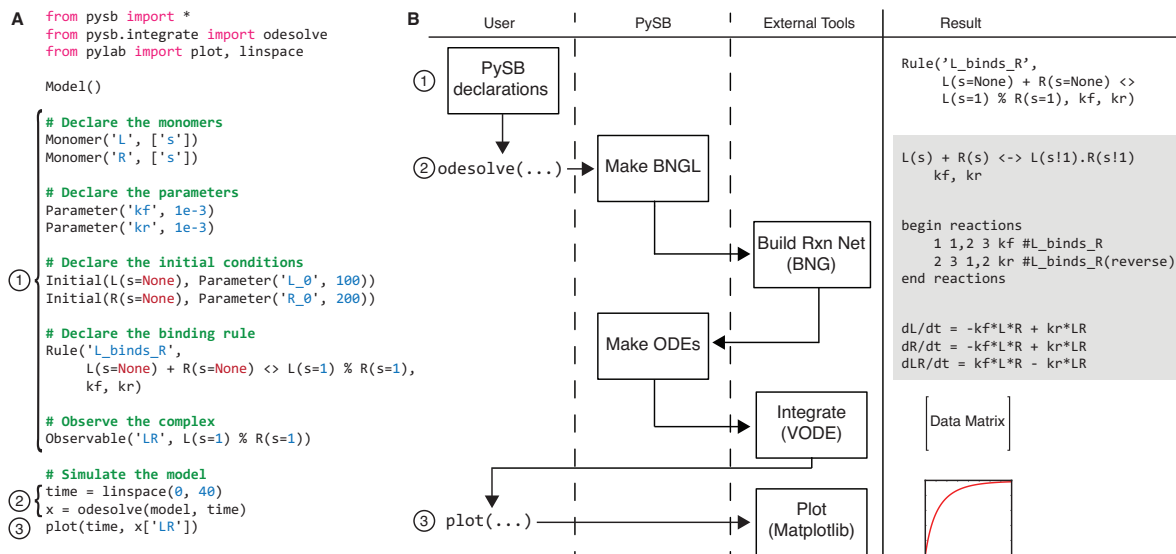 A
from pysb import *
from pysb.integrate import odesolve
from pylab import plot, linspace
Model()
# Declare the monomers
Monomer('L', ['s'])
Monomer('R', ['s'])
# Declare the parameters
Parameter('kf', 1e-3)
Parameter('kr', 1e-3)
# Declare the initial conditions
1
Initial(L(s=None), Parameter('L_0', 100))
Initial(R(s=None), Parameter('R_0', 200))
# Declare the binding rule
Rule('L_binds_R',
L(s=None) + R(s=None) <> L(s=1) % R(s=1),
kf, kr)
# Observe the complex
Observable('LR', L(s=1) % R(s=1))
# Simulate the model
2
time = linspace(0, 40)
x = odesolve(model, time)
3
plot(time, x['LR'])
B
User
PySB
External Tools
Result
1
PySB
declarations
2
odesolve(...)
Make BNGL
Build Rxn Net
(BNG)
Make ODEs
Integrate
(VODE)
3
plot(...)
Plot
(Matplotlib)
Rule(’L_binds_R’,
L(s=None) + R(s=None) <>
L(s=1) % R(s=1), kf, kr)
L(s) + R(s) <-> L(s!1).R(s!1)
kf, kr
begin reactions
1 1,2 3 kf #L_binds_R
2 3 1,2 kr #L_binds_R(reverse)
end reactions
dL/dt = -kf*L*R + kr*LR
dR/dt = -kf*L*R + kr*LR
dLR/dt = kf*L*R - kr*LR
Data Matrix